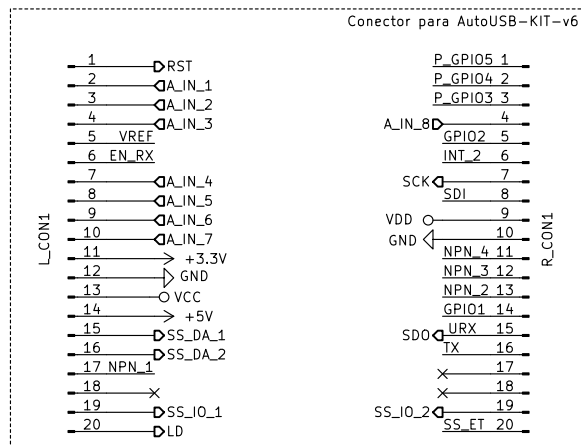 Conector para AutoUSB-KIT-v6
L_CON1
1 RST
2 A_IN_1
3 A_IN_2
4 A_IN_3
5 VREF
6 EN_RX
7 A_IN_4
8 A_IN_5
9 A_IN_6
10 A_IN_7
11 +3.3V
12 GND
13 VCC
14 +5V
15 SS_DA_1
16 SS_DA_2
17 NPN_1
18
19 SS_IO_1
20 LD
P_GPIO5 1
P_GPIO4 2
P_GPIO3 3
A_IN_8 4
GPIO2 5
INT_2 6
SCK 7
SDI 8
VDD 9
GND 10
NPN_4 11
NPN_3 12
NPN_2 13
GPIO1 14
SDO URX 15
TX 16
17
18
SS_IO_2 19
SS_ET 20
R_CON1